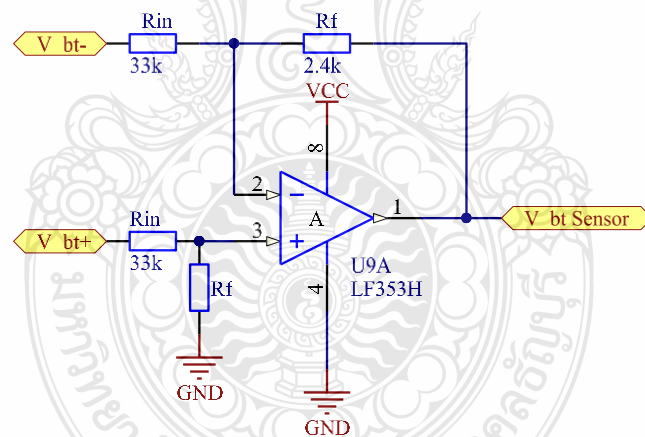 Rin
Rf
V bt-
33k
2.4k
VCC
8
2
1
A
V bt Sensor
Rin
3
V bt+
33k
Rf
4
U9A
LF353H
GND
GND